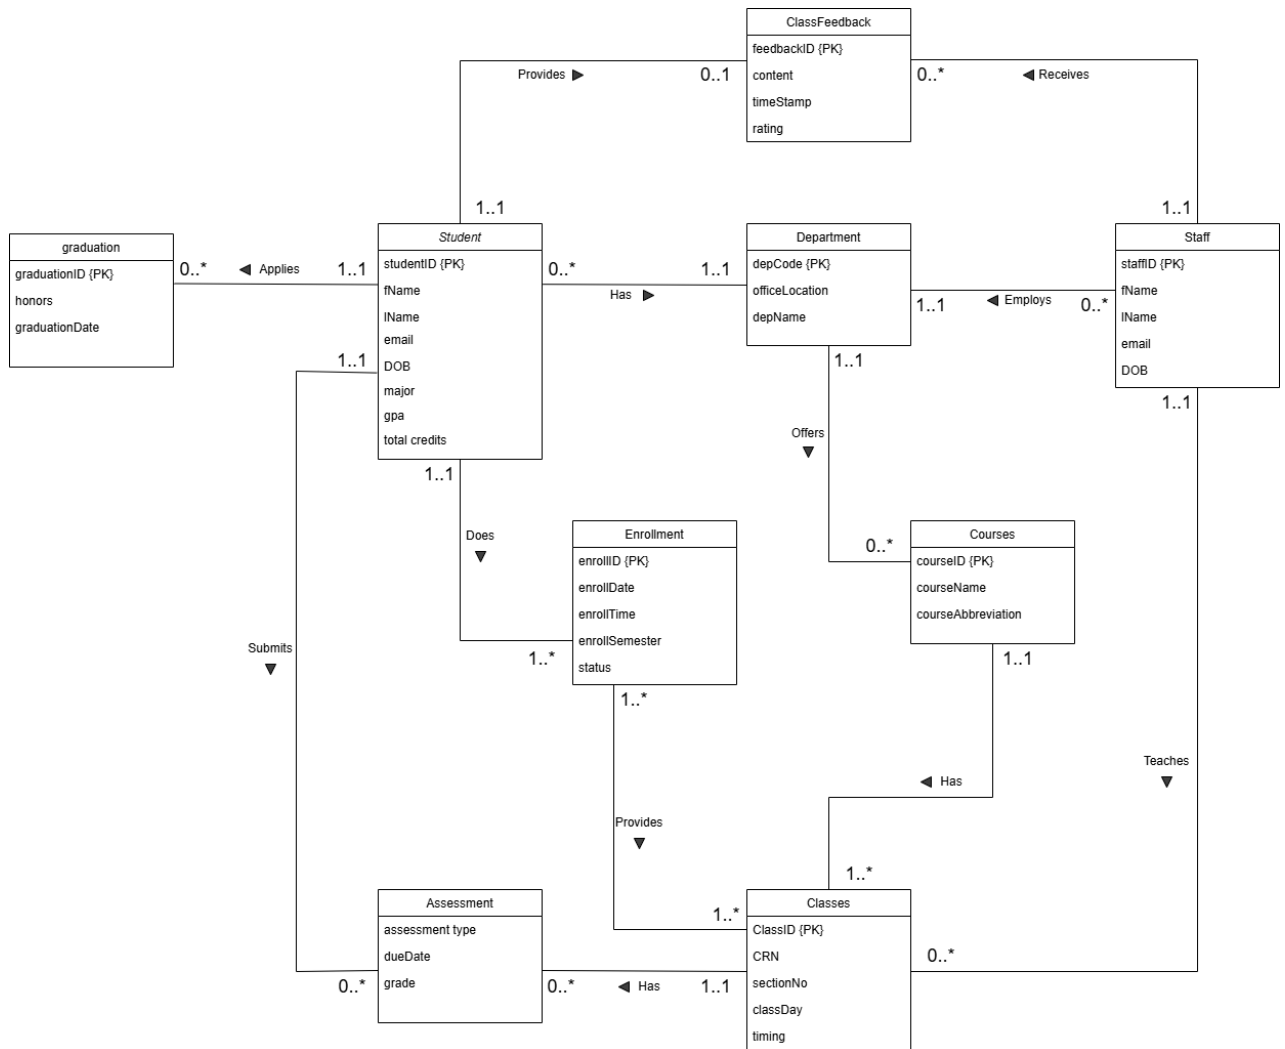 ClassFeedback
feedbackID {PK}
content
timeStamp
rating
Provides
0..1
0..*
Receives
1..1
1..1
graduation
graduationID {PK}
honors
graduationDate
0..*
Applies
1..1
Student
studentID {PK}
fName
lName
email
DOB
major
gpa
total credits
0..*
Has
1..1
Department
depCode {PK}
officeLocation
depName
1..1
Employs
0..*
Staff
staffID {PK}
fName
lName
email
DOB
1..1
1..1
1..1
1..1
Offers
0..*
Does
Enrollment
enrollID {PK}
enrollDate
enrollTime
enrollSemester
status
1..*
1..*
Courses
courseID {PK}
courseName
courseAbbreviation
1..1
Submits
Teaches
Has
Provides
1..*
1..*
Assessment
assessment type
dueDate
grade
0..*
0..*
Has
1..1
Classes
ClassID {PK}
CRN
sectionNo
classDay
timing
0..*